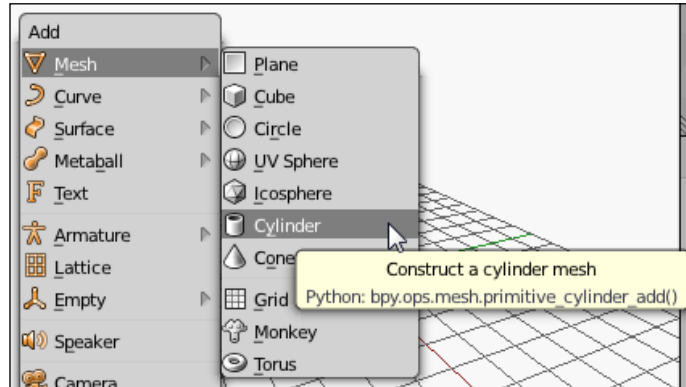 Add
Mesh
Curve
Surface
Metaball
Text
Armature
Lattice
Empty
Speaker
Camera
Plane
Cube
Circle
UV Sphere
Icosphere
Cylinder
Cone
Grid
Monkey
Torus
Construct a cylinder mesh
Python: bpy.ops.mesh.primitive_cylinder_add()